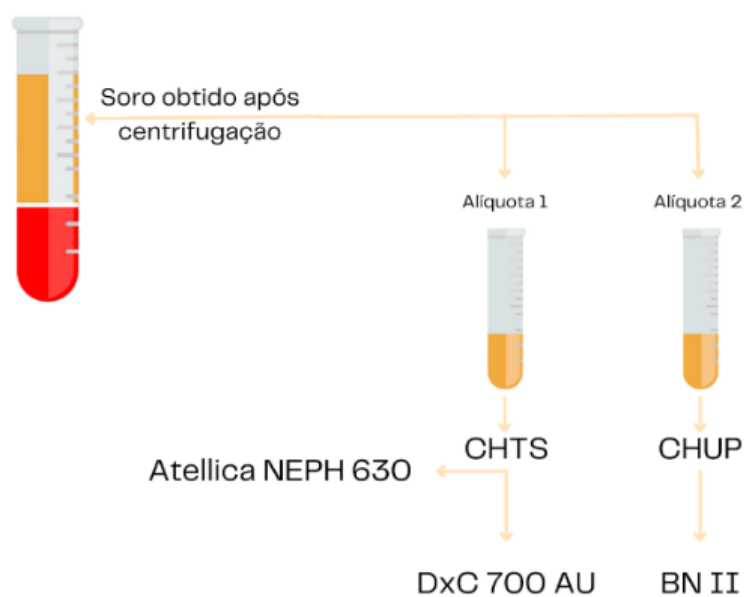 Soro obtido após
centrifugação
Alíquota 1
Alíquota 2
CHTS
CHUP
Atellica NEPH 630
DxC 700 AU
BN II